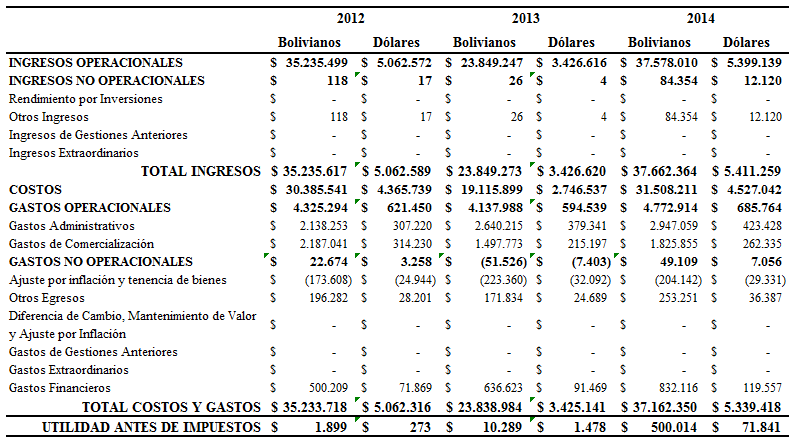 2012 2013 2014
Bolivianos Dólares Bolivianos Dólares Bolivianos Dólares
INGRESOS OPERACIONALES $ 35.235.499 $ 5.062.572 $ 23.849.247 $ 3.426.616 $ 37.578.010 $ 5.399.139
INGRESOS NO OPERACIONALES $ 118 $ 17 $ 26 $ 4 $ 84.354 $ 12.120
Rendimiento por Inversiones $ - $ - $ - $ - $ - $ -
Otros Ingresos $ 118 $ 17 $ 26 $ 4 $ 84.354 $ 12.120
Ingresos de Gestiones Anteriores $ - $ - $ - $ - $ - $ -
Ingresos Extraordinarios $ - $ - $ - $ - $ - $ -
TOTAL INGRESOS $ 35.235.617 $ 5.062.589 $ 23.849.273 $ 3.426.620 $ 37.662.364 $ 5.411.259
COSTOS $ 30.385.541 $ 4.365.739 $ 19.115.899 $ 2.746.537 $ 31.508.211 $ 4.527.042
GASTOS OPERACIONALES $ 4.325.294 $ 621.450 $ 4.137.988 $ 594.539 $ 4.772.914 $ 685.764
Gastos Administrativos $ 2.138.253 $ 307.220 $ 2.640.215 $ 379.341 $ 2.947.059 $ 423.428
Gastos de Comercialización $ 2.187.041 $ 314.230 $ 1.497.773 $ 215.197 $ 1.825.855 $ 262.335
GASTOS NO OPERACIONALES $ 22.674 $ 3.258 $ (51.526) $ (7.403) $ 49.109 $ 7.056
Ajuste por inflación y tenencia de bienes $ (173.608) $ (24.944) $ (223.360) $ (32.092) $ (204.142) $ (29.331)
Otros Egresos $ 196.282 $ 28.201 $ 171.834 $ 24.689 $ 253.251 $ 36.387
Diferencia de Cambio, Mantenimiento de Valor
y Ajuste por Inflación $ - $ - $ - $ - $ - $ -
Gastos de Gestiones Anteriores $ - $ - $ - $ - $ - $ -
Gastos Extraordinarios $ - $ - $ - $ - $ - $ -
Gastos Financieros $ 500.209 $ 71.869 $ 636.623 $ 91.469 $ 832.116 $ 119.557
TOTAL COSTOS Y GASTOS $ 35.233.718 $ 5.062.316 $ 23.838.984 $ 3.425.141 $ 37.162.350 $ 5.339.418
UTILIDAD ANTES DE IMPUESTOS $ 1.899 $ 273 $ 10.289 $ 1.478 $ 500.014 $ 71.841